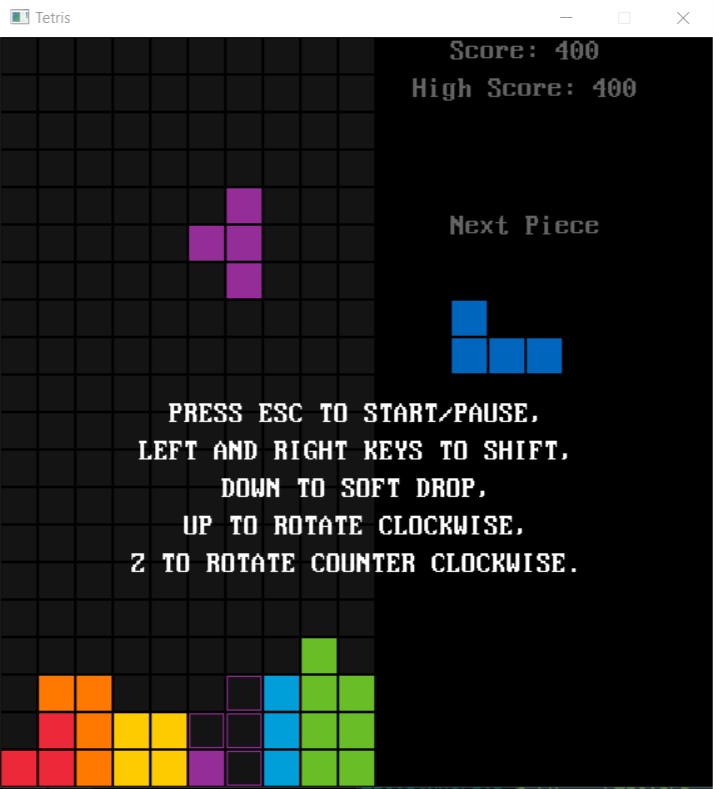 Tetris
Score: 400
High Score: 400
Next Piece
PRESS ESC TO START/PAUSE,
LEFT AND RIGHT KEYS TO SHIFT,
DOWN TO SOFT DROP,
UP TO ROTATE CLOCKWISE,
Z TO ROTATE COUNTER CLOCKWISE.